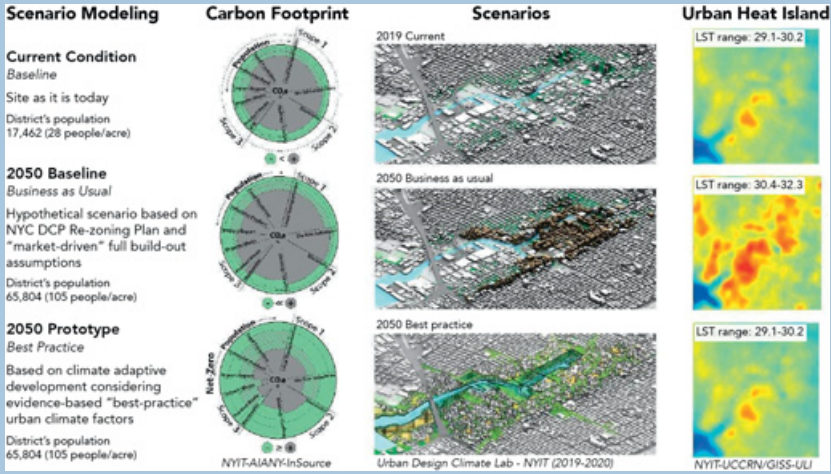 Scenario Modeling
Carbon Footprint
Scenarios
Urban Heat Island
Current Condition
Baseline
Site as it is today
District's population
17,462 (28 people/acre)
Population
Scope 1
Scope 2
Scope 3
CO₂e
2019 Current
LST range: 29.1-30.2
2050 Baseline
Business as Usual
Hypothetical scenario based on
NYC DCP Re-zoning Plan and
"market-driven" full build-out
assumptions
District's population
65,804 (105 people/acre)
Population
Scope 1
Scope 2
Scope 3
CO₂e
2050 Business as usual
LST range: 30.4-32.3
2050 Prototype
Best Practice
Based on climate adaptive
development considering
evidence-based "best-practice"
urban climate factors
District's population
65,804 (105 people/acre)
Net-Zero
Population
Scope 1
Scope 2
CO₂e
NYIT-AIANY-InSource
2050 Best practice
Urban Design Climate Lab - NYIT (2019-2020)
LST range: 29.1-30.2
NYIT-UCCRN/GISS-ULI